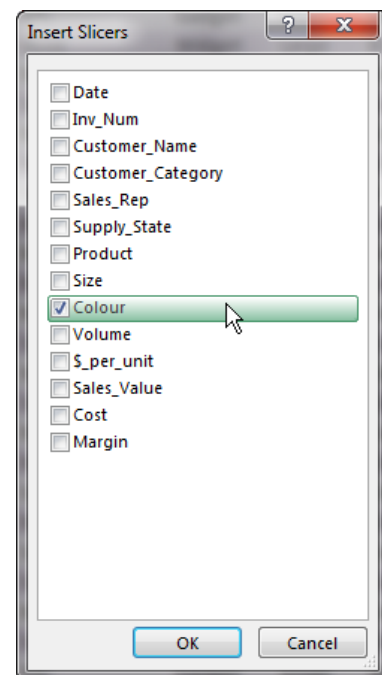 Insert Slicers
?
Date
Inv_Num
Customer_Name
Customer_Category
Sales_Rep
Supply_State
Product
Size
Colour
Volume
$_per_unit
Sales_Value
Cost
Margin
OK Cancel